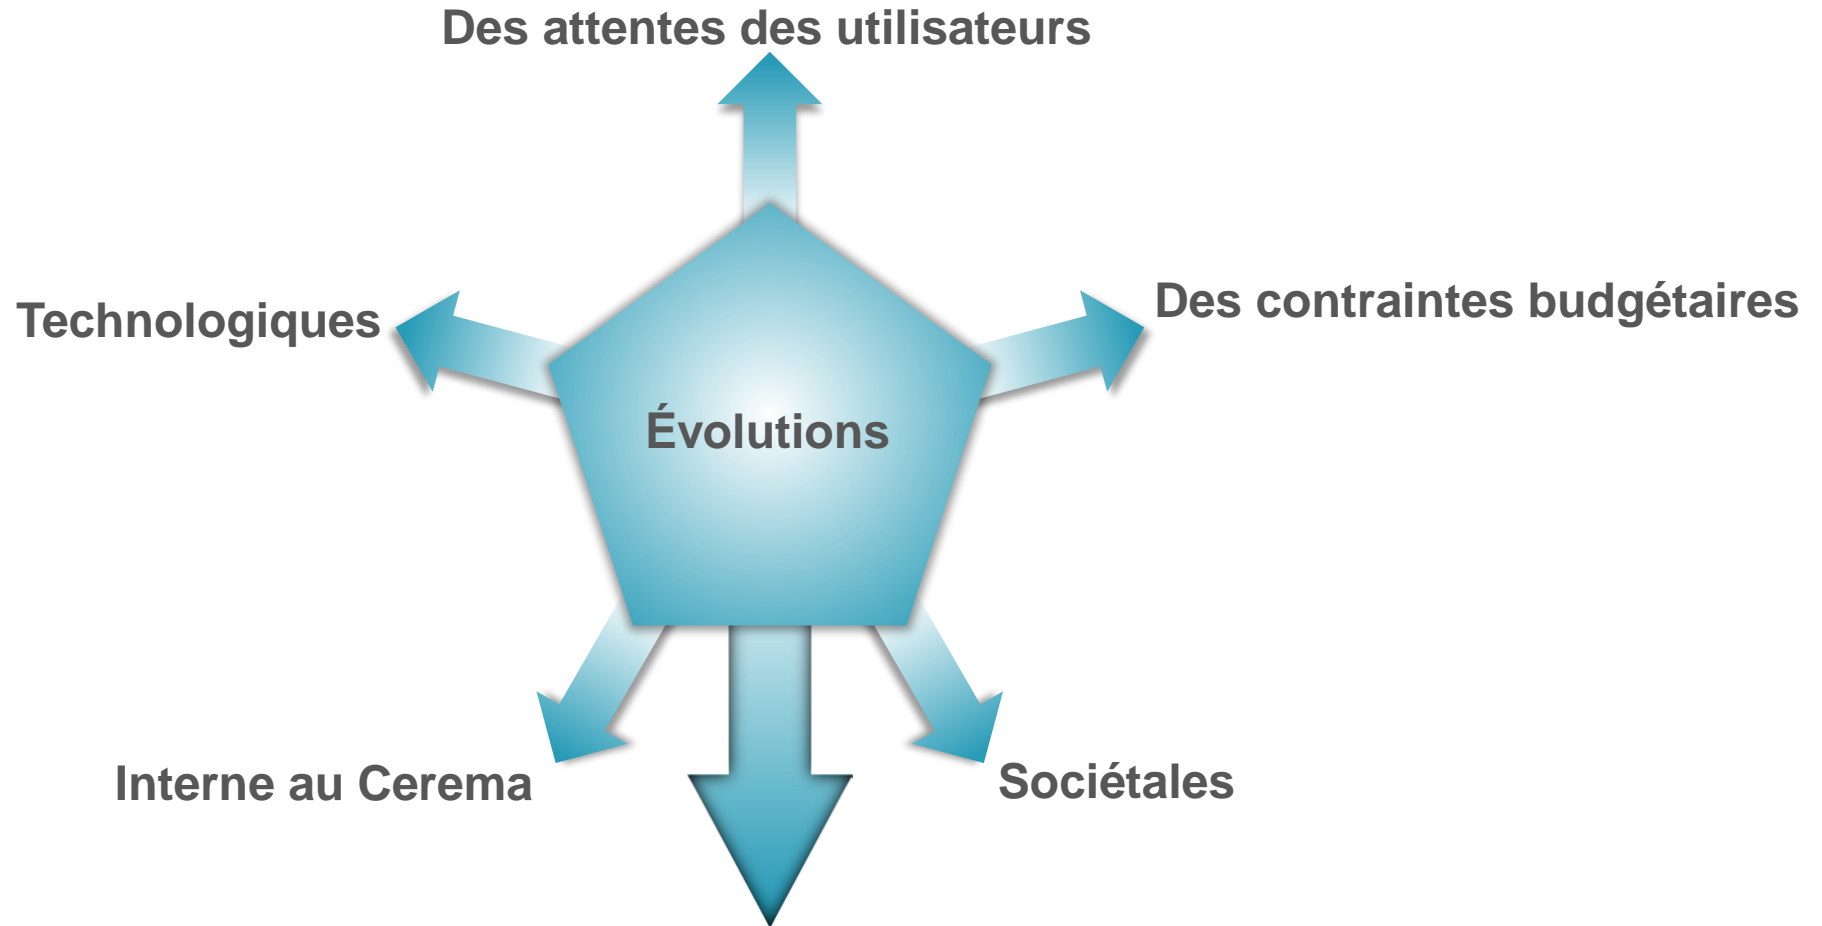 Des attentes des utilisateurs
Des contraintes budgétaires
Technologiques
Évolutions
Interne au Cerema
Sociétales